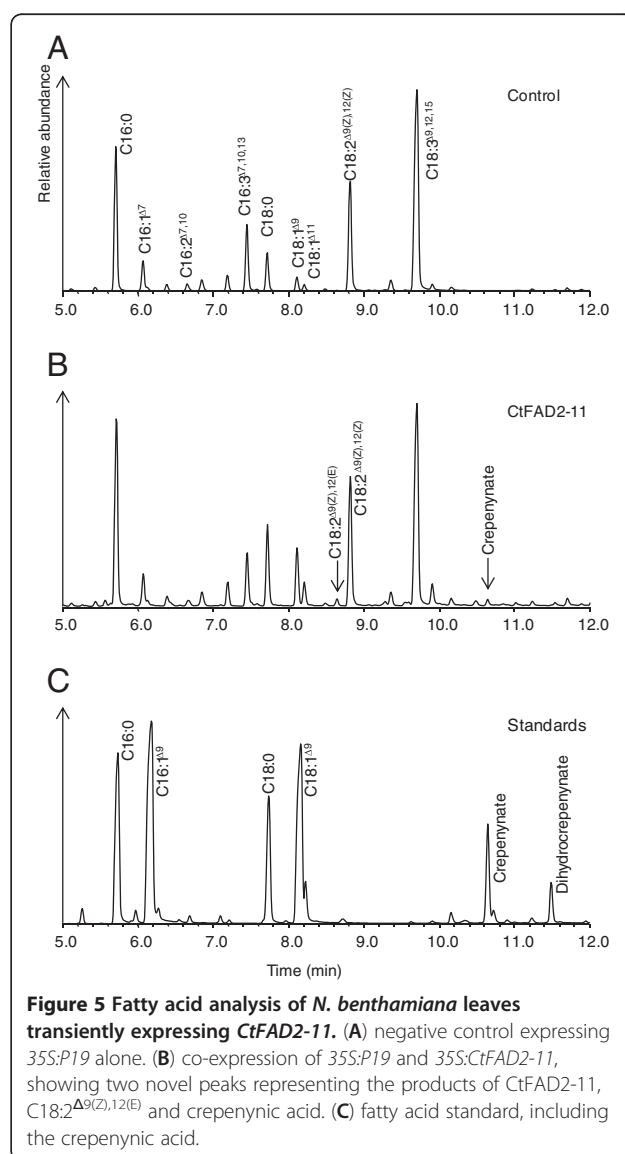 A
Relative abundance
Control
C16:0
C16:1Δ7
C16:2Δ7,10
C16:3Δ7,10,13
C18:0
C18:1Δ9
C18:1Δ11
C18:2Δ9(Z),12(Z)
C18:3Δ9,12,15
5.0 6.0 7.0 8.0 9.0 10.0 11.0 12.0
B
CtFAD2-11
C18:2Δ9(Z),12(E)
C18:2Δ9(Z),12(Z)
Crepenynate
5.0 6.0 7.0 8.0 9.0 10.0 11.0 12.0
C
Standards
C16:0
C16:1Δ9
C18:0
C18:1Δ9
Crepenynate
Dihydrocrepenynate
5.0 6.0 7.0 8.0 9.0 10.0 11.0 12.0
Time (min)
Figure 5 Fatty acid analysis of N. benthamiana leaves
transiently expressing CtFAD2-11. (A) negative control expressing
35S:P19 alone. (B) co-expression of 35S:P19 and 35S:CtFAD2-11,
showing two novel peaks representing the products of CtFAD2-11,
C18:2Δ9(Z),12(E) and crepenynic acid. (C) fatty acid standard, including
the crepenynic acid.